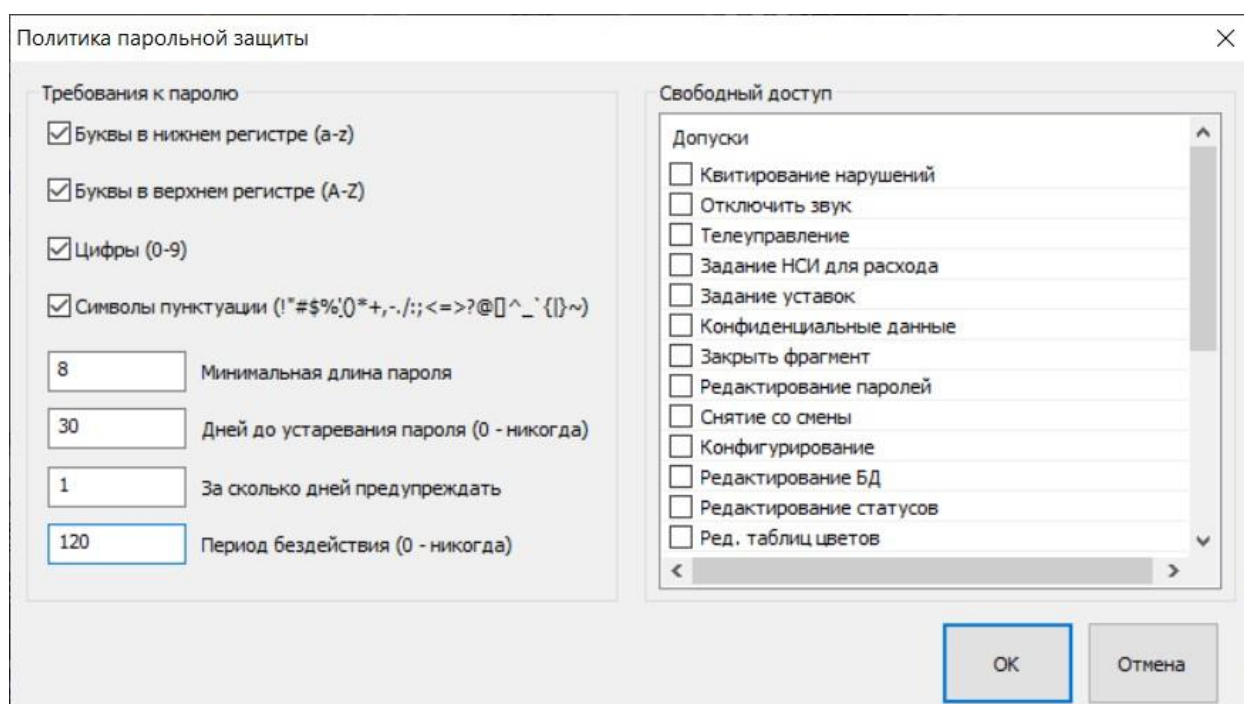 Политика парольной защиты
Требования к паролю
Буквы в нижнем регистре (a-z)
Буквы в верхнем регистре (A-Z)
Цифры (0-9)
Символы пунктуации (!"#$%'()*+,-./:;<=>?@[]^_`{|}~)
8 Минимальная длина пароля
30 Дней до устаревания пароля (0 - никогда)
1 За сколько дней предупреждать
120 Период бездействия (0 - никогда)
Свободный доступ
Допуски
Квитирование нарушений
Отключить звук
Телеуправление
Задание НСИ для расхода
Задание уставок
Конфиденциальные данные
Закрыть фрагмент
Редактирование паролей
Снятие со смены
Конфигурирование
Редактирование БД
Редактирование статусов
Ред. таблиц цветов
OK
Отмена